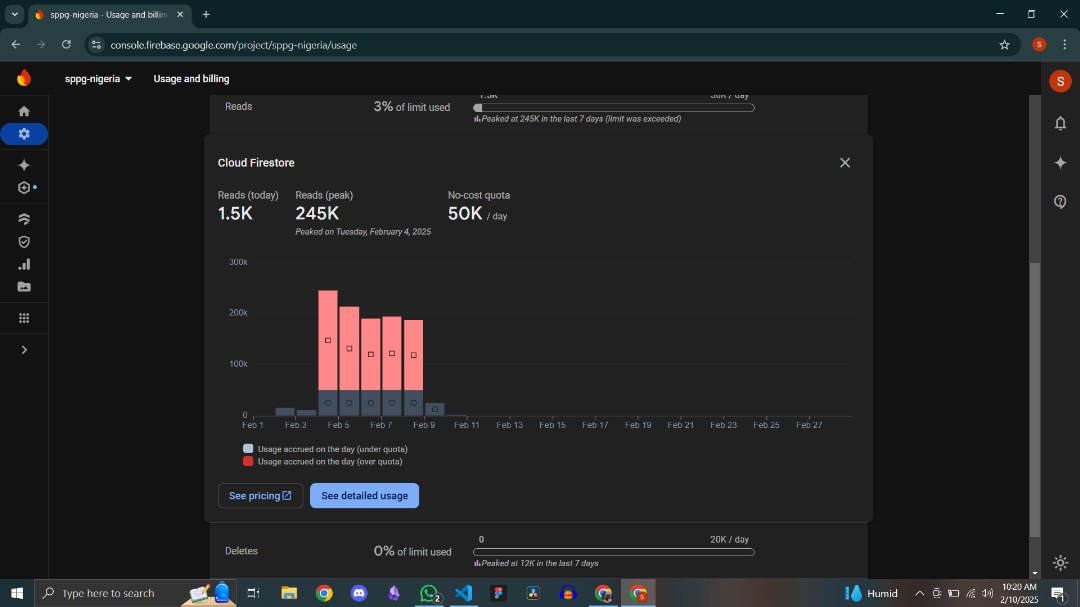 sppg-nigeria - Usage and billin
console.firebase.google.com/project/sppg-nigeria/usage
S
sppg-nigeria
Usage and billing
S
1.5K
50K / day
Reads
3% of limit used
Peaked at 245K in the last 7 days (limit was exceeded)
Cloud Firestore
Reads (today)
Reads (peak)
No-cost quota
1.5K
245K
50K / day
Peaked on Tuesday, February 4, 2025
300k
200k
100k
0
Feb 1
Feb 3
Feb 5
Feb 7
Feb 9
Feb 11
Feb 13
Feb 15
Feb 17
Feb 19
Feb 21
Feb 23
Feb 25
Feb 27
Usage accrued on the day (under quota)
Usage accrued on the day (over quota)
See pricing
See detailed usage
0
20K / day
Deletes
0% of limit used
Peaked at 12K in the last 7 days
Type here to search
2
S
Humid
10:20 AM
2/10/2025
1